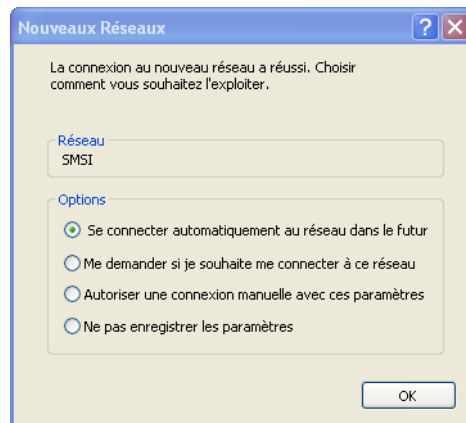 Nouveaux Réseaux
?
La connexion au nouveau réseau a réussi. Choisir
comment vous souhaitez l'exploiter.
Réseau
SMSI
Options
Se connecter automatiquement au réseau dans le futur
Me demander si je souhaite me connecter à ce réseau
Autoriser une connexion manuelle avec ces paramètres
Ne pas enregistrer les paramètres
OK